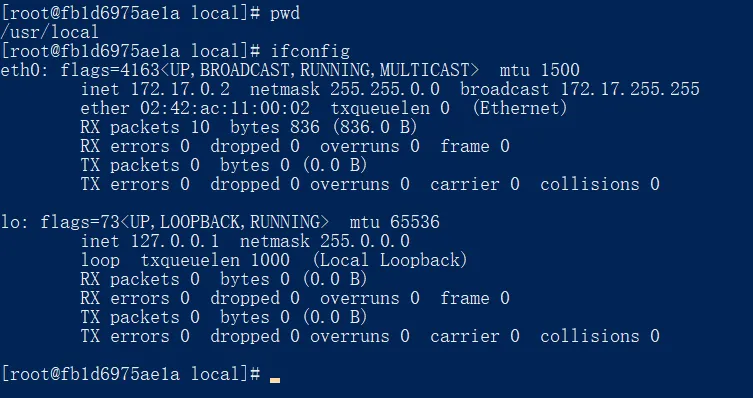 [root@fb1d6975ae1a local]# pwd
/usr/local
[root@fb1d6975ae1a local]# ifconfig
eth0: flags=4163<UP,BROADCAST,RUNNING,MULTICAST>  mtu 1500
        inet 172.17.0.2  netmask 255.255.0.0  broadcast 172.17.255.255
        ether 02:42:ac:11:00:02  txqueuelen 0  (Ethernet)
        RX packets 10  bytes 836 (836.0 B)
        RX errors 0  dropped 0  overruns 0  frame 0
        TX packets 0  bytes 0 (0.0 B)
        TX errors 0  dropped 0 overruns 0  carrier 0  collisions 0

lo: flags=73<UP,LOOPBACK,RUNNING>  mtu 65536
        inet 127.0.0.1  netmask 255.0.0.0
        loop  txqueuelen 1000  (Local Loopback)
        RX packets 0  bytes 0 (0.0 B)
        RX errors 0  dropped 0  overruns 0  frame 0
        TX packets 0  bytes 0 (0.0 B)
        TX errors 0  dropped 0 overruns 0  carrier 0  collisions 0

[root@fb1d6975ae1a local]#